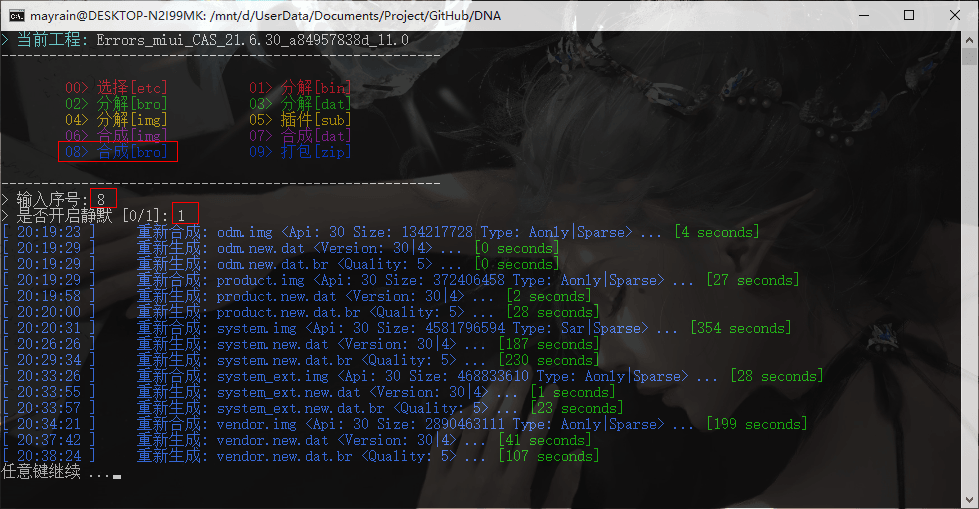 mayrain@DESKTOP-N2I99MK: /mnt/d/UserData/Documents/Project/GitHub/DNA
> 当前工程: Errors_miui_CAS_21.6.30_a84957838d_11.0
-------------------------------------------------------
00> 选择[etc] 01> 分解[bin]
02> 分解[bro] 03> 分解[dat]
04> 分解[img] 05> 插件[sub]
06> 合成[img] 07> 合成[dat]
08> 合成[bro] 09> 打包[zip]
-------------------------------------------------------
> 输入序号: 8
> 是否开启静默 [0/1]: 1
[ 20:19:23 ] 重新合成: odm.img <Api: 30 Size: 134217728 Type: Aonly|Sparse> ... [4 seconds]
[ 20:19:29 ] 重新生成: odm.new.dat <Version: 30|4> ... [0 seconds]
[ 20:19:29 ] 重新生成: odm.new.dat.br <Quality: 5> ... [0 seconds]
[ 20:19:29 ] 重新合成: product.img <Api: 30 Size: 372406458 Type: Aonly|Sparse> ... [27 seconds]
[ 20:19:58 ] 重新生成: product.new.dat <Version: 30|4> ... [2 seconds]
[ 20:20:00 ] 重新生成: product.new.dat.br <Quality: 5> ... [28 seconds]
[ 20:20:31 ] 重新合成: system.img <Api: 30 Size: 4581796594 Type: Sar|Sparse> ... [354 seconds]
[ 20:26:26 ] 重新生成: system.new.dat <Version: 30|4> ... [187 seconds]
[ 20:29:34 ] 重新生成: system.new.dat.br <Quality: 5> ... [230 seconds]
[ 20:33:26 ] 重新合成: system_ext.img <Api: 30 Size: 468833610 Type: Aonly|Sparse> ... [28 seconds]
[ 20:33:55 ] 重新生成: system_ext.new.dat <Version: 30|4> ... [1 seconds]
[ 20:33:57 ] 重新生成: system_ext.new.dat.br <Quality: 5> ... [23 seconds]
[ 20:34:21 ] 重新合成: vendor.img <Api: 30 Size: 2890463111 Type: Aonly|Sparse> ... [199 seconds]
[ 20:37:42 ] 重新生成: vendor.new.dat <Version: 30|4> ... [41 seconds]
[ 20:38:24 ] 重新生成: vendor.new.dat.br <Quality: 5> ... [107 seconds]
任意键继续 ...